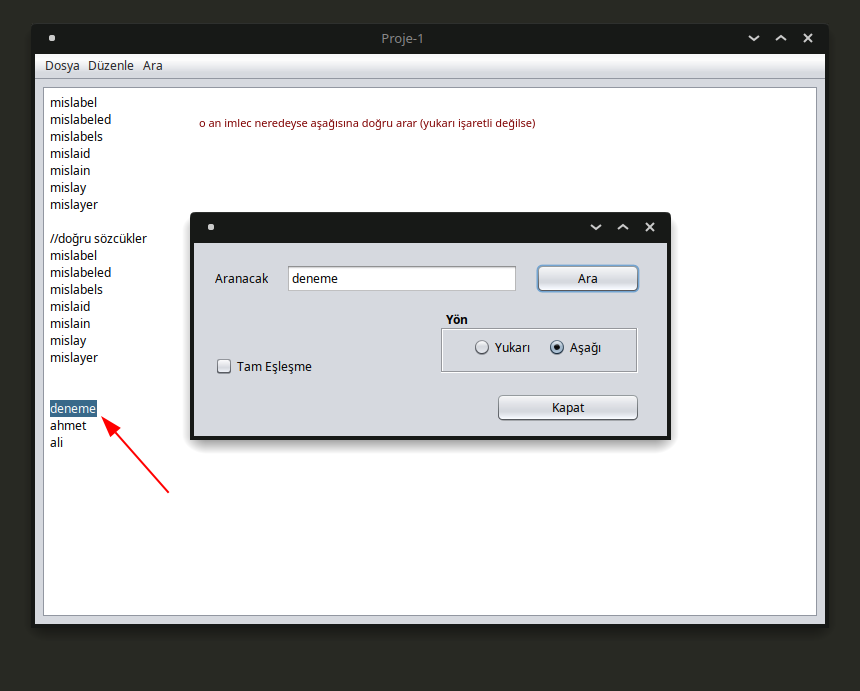 Proje-1
Dosya Düzenle Ara
mislabel
mislabeled
mislabels
mislaid
mislain
mislay
mislayer
//doğru sözcükler
mislabel
mislabeled
mislabels
mislaid
mislain
mislay
mislayer
deneme
ahmet
ali
o an imlec neredeyse aşağısına doğru arar (yukarı işaretli değilse)
Aranacak deneme Ara
Yön
Yukarı Aşağı
Tam Eşleşme
Kapat